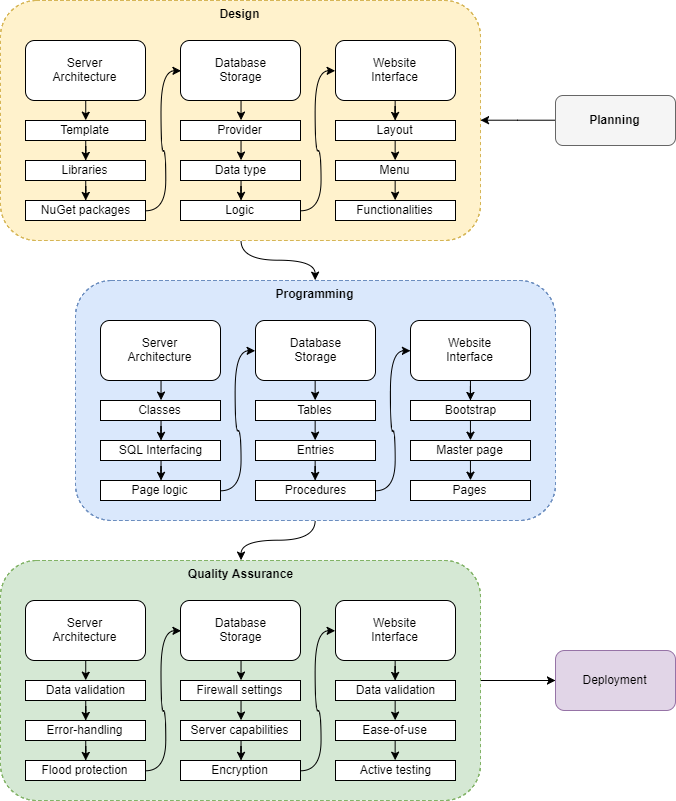 Design
Server
Architecture
Template
Libraries
NuGet packages
Database
Storage
Provider
Data type
Logic
Website
Interface
Layout
Menu
Functionalities
Planning
Programming
Server
Architecture
Classes
SQL Interfacing
Page logic
Database
Storage
Tables
Entries
Procedures
Website
Interface
Bootstrap
Master page
Pages
Quality Assurance
Server
Architecture
Data validation
Error-handling
Flood protection
Database
Storage
Firewall settings
Server capabilities
Encryption
Website
Interface
Data validation
Ease-of-use
Active testing
Deployment